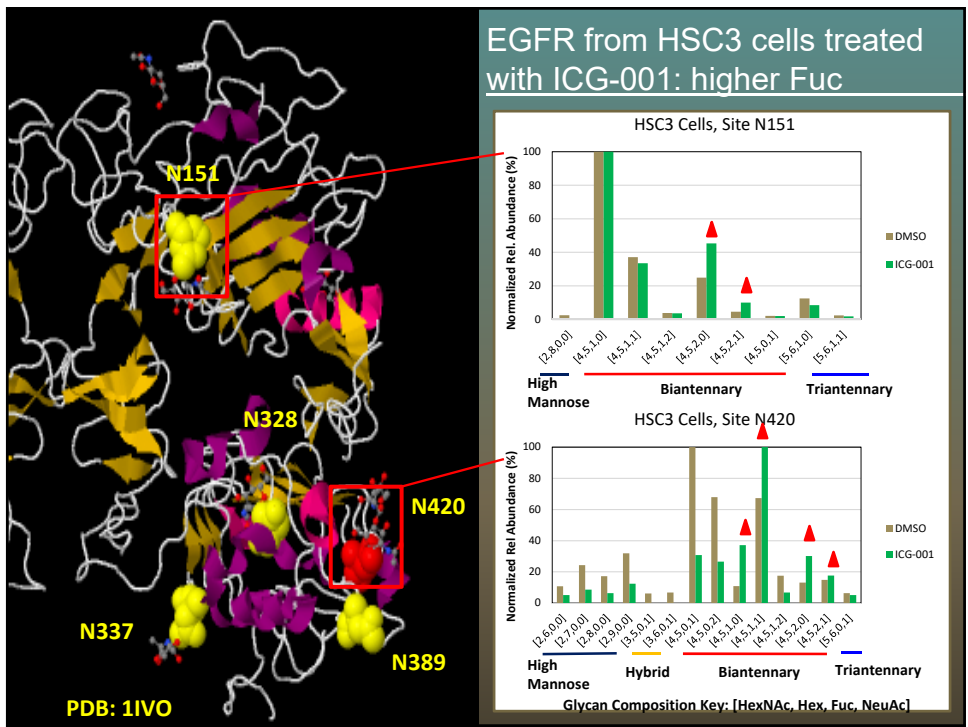 EGFR from HSC3 cells treated
with ICG-001: higher Fuc
N151
N328
N420
N337
N389
PDB: 1IVO
HSC3 Cells, Site N151
Normalized Rel. Abundance (%)
100
80
60
40
20
0
DMSO
ICG-001
[2,8,0,0]
[4,5,1,0]
[4,5,1,1]
[4,5,1,2]
[4,5,2,0]
[4,5,2,1]
[4,5,0,1]
[5,6,1,0]
[5,6,1,1]
High
Mannose
Biantennary
Triantennary
HSC3 Cells, Site N420
Normalized Rel Abundance (%)
100
80
60
40
20
0
DMSO
ICG-001
[2,6,0,0]
[2,7,0,0]
[2,8,0,0]
[2,9,0,0]
[3,5,0,1]
[3,6,0,1]
[4,5,0,1]
[4,5,0,2]
[4,5,1,0]
[4,5,1,1]
[4,5,1,2]
[4,5,2,0]
[4,5,2,1]
[5,6,0,1]
High
Mannose
Hybrid
Biantennary
Triantennary
Glycan Composition Key: [HexNAc, Hex, Fuc, NeuAc]